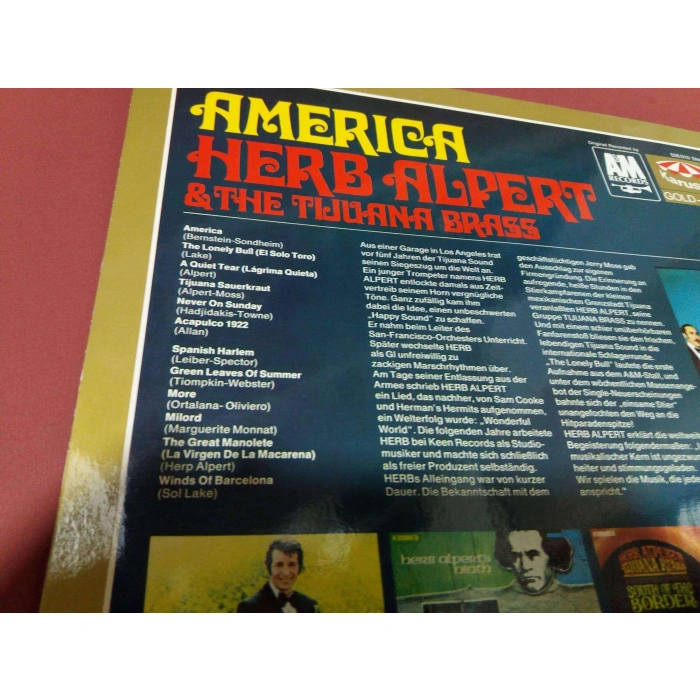 AMERICA
HERB ALPERT
& THE TIJUANA BRASS
Original Recorded by
A&M
RECORDS
Karus
GOLD-
America
(Bernstein-Sondheim)
The Lonely Bull (El Solo Toro)
(Lake)
A Quiet Tear (Lágrima Quieta)
(Alpert)
Tijuana Sauerkraut
(Alpert-Moss)
Never On Sunday
(Hadjidakis-Towne)
Acapulco 1922
(Allan)
Spanish Harlem
(Leiber-Spector)
Green Leaves Of Summer
(Tiompkin-Webster)
More
(Ortalana- Oliviero)
Milord
(Marguerite Monnat)
The Great Manolete
(La Virgen De La Macarena)
(Herp Alpert)
Winds Of Barcelona
(Sol Lake)
Aus einer Garage in Los Angeles trat
vor fünf Jahren der Tijuana Sound
seinen Siegeszug um die Welt an.
Ein junger Trompeter namens HERB
ALPERT entlockte damals aus Zeit-
vertreib seinem Horn vergnügliche
Töne. Ganz zufällig kam ihm
dabei die Idee, einen unbeschwerten
„Happy Sound" zu schaffen.
Er nahm beim Leiter des
San-Francisco-Orchesters Unterricht.
Später wechselte HERB
als GI unfreiwillig zu
zackigen Marschrhythmen über.
Am Tage seiner Entlassung aus der
Armee schrieb HERB ALPERT
ein Lied, das nachher, von Sam Cooke
und Herman's Hermits aufgenommen,
ein Welterfolg wurde: „Wonderful
World". Die folgenden Jahre arbeitete
HERB bei Keen Records als Studio-
musiker und machte sich schließlich
als freier Produzent selbständig.
HERBs Alleingang war von kurzer
Dauer. Die Bekanntschaft mit dem
geschäftstüchtigen Jerry Moss gab
den Ausschlag zur eigenen
Firmengründung. Die Erinnerung an
aufregende, heiße Stunden in den
Stierkampfarenen der kleinen
mexikanischen Grenzstadt Tijuana
veranlaßten HERB ALPERT, seine
Gruppe TIJUANA BRASS zu nennen.
Und mit einem schier unüberhörbaren
Fanfarenstoß bliesen sie den frischen,
lebendigen Tijuana Sound in die
internationale Schlagerrunde.
„The Lonely Bull" lautete die erste
Aufnahme aus dem A&M-Stall, und
unter dem wöchentlichen Massenange-
bot der Single-Neuerscheinungen
bahnte sich der „einsame Stier"
unangefochten den Weg an die
Hitparadenspitze!
HERB ALPERT erklärt die weltwe
Begeisterung folgendermaßen: „
musikalischer Kern ist ungez
heiter und stimmungsgelade
Wir spielen die Musik, die je
anspricht."
herb alpert's
ninth
HERB ALPERT'S
TIJUANA BRASS
SOUTH OF THE
BORDER